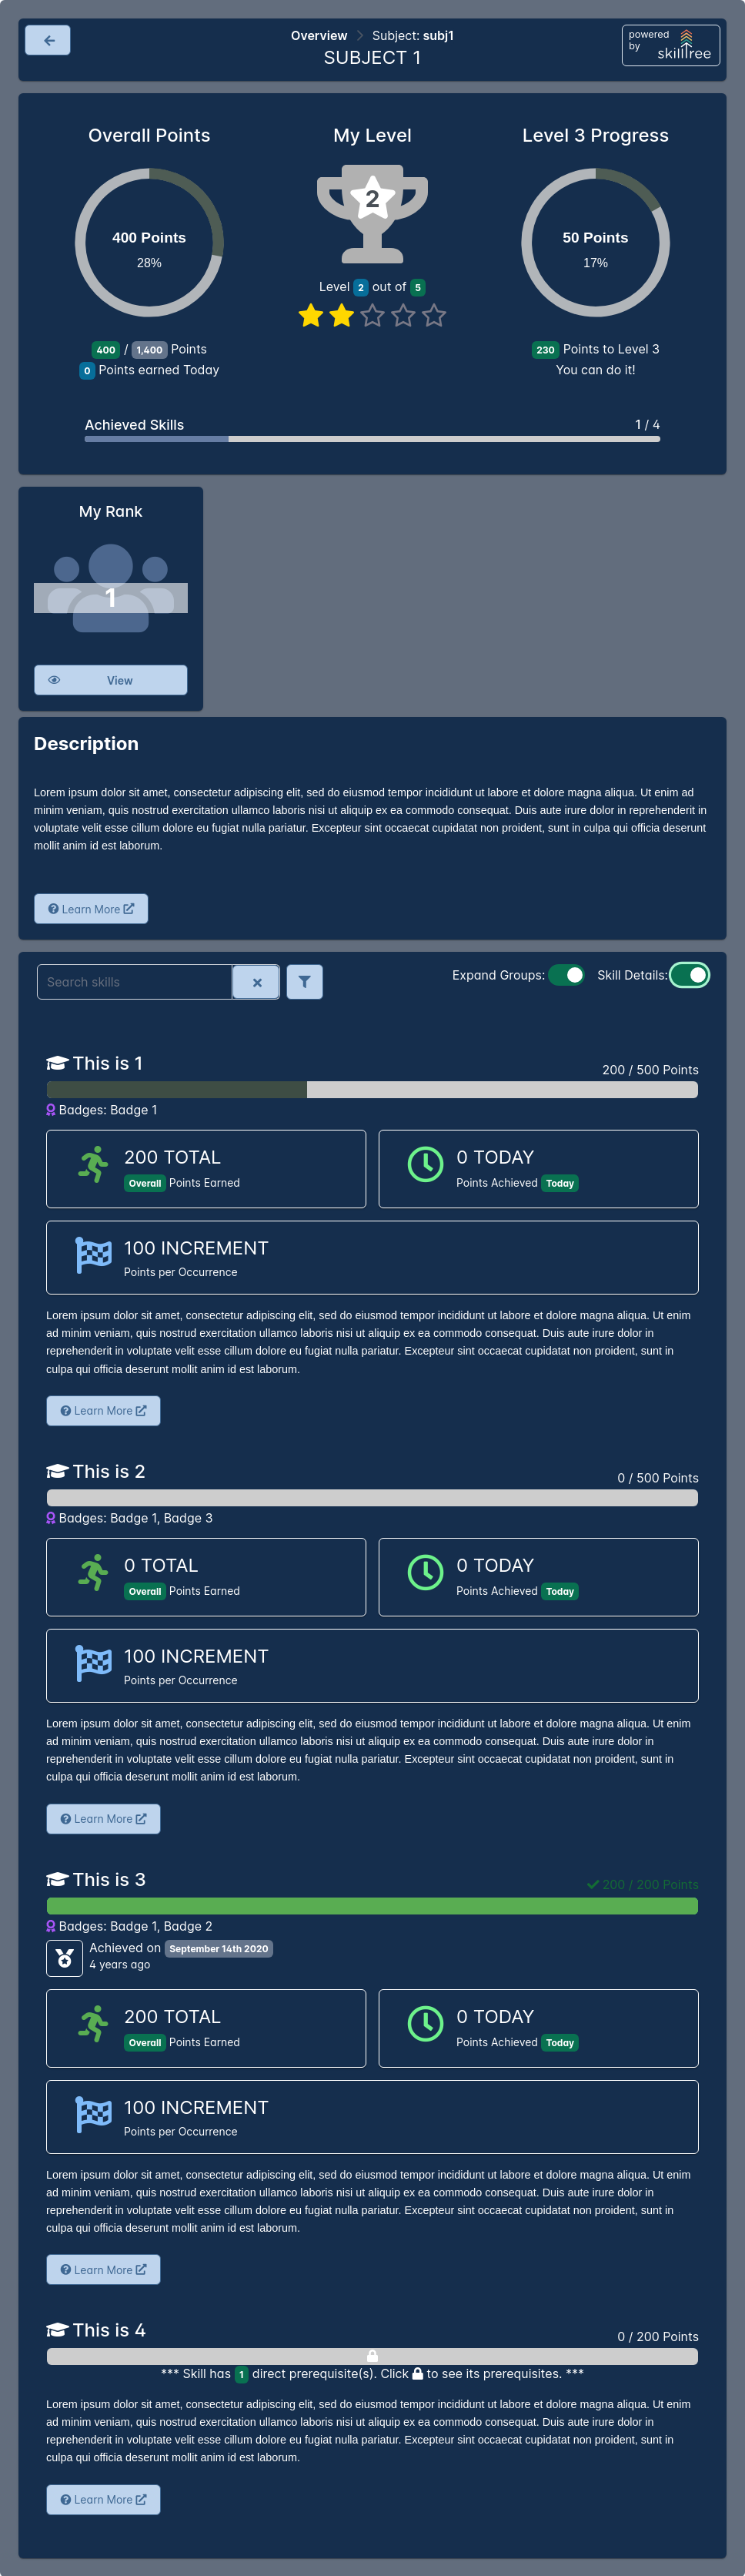 Overview > Subject: subj1
SUBJECT 1
powered by skilltree
Overall Points
400 Points
28%
400 / 1,400 Points
0 Points earned Today
My Level
2
Level 2 out of 5
Level 3 Progress
50 Points
17%
230 Points to Level 3
You can do it!
Achieved Skills 1 / 4
My Rank
1
View
Description
Lorem ipsum dolor sit amet, consectetur adipiscing elit, sed do eiusmod tempor incididunt ut labore et dolore magna aliqua. Ut enim ad
minim veniam, quis nostrud exercitation ullamco laboris nisi ut aliquip ex ea commodo consequat. Duis aute irure dolor in reprehenderit in
voluptate velit esse cillum dolore eu fugiat nulla pariatur. Excepteur sint occaecat cupidatat non proident, sunt in culpa qui officia deserunt
mollit anim id est laborum.
Learn More
Search skills
Expand Groups: Skill Details:
This is 1 200 / 500 Points
Badges: Badge 1
200 TOTAL
Overall Points Earned
0 TODAY
Points Achieved Today
100 INCREMENT
Points per Occurrence
Lorem ipsum dolor sit amet, consectetur adipiscing elit, sed do eiusmod tempor incididunt ut labore et dolore magna aliqua. Ut enim
ad minim veniam, quis nostrud exercitation ullamco laboris nisi ut aliquip ex ea commodo consequat. Duis aute irure dolor in
reprehenderit in voluptate velit esse cillum dolore eu fugiat nulla pariatur. Excepteur sint occaecat cupidatat non proident, sunt in
culpa qui officia deserunt mollit anim id est laborum.
Learn More
This is 2 0 / 500 Points
Badges: Badge 1, Badge 3
0 TOTAL
Overall Points Earned
0 TODAY
Points Achieved Today
100 INCREMENT
Points per Occurrence
Lorem ipsum dolor sit amet, consectetur adipiscing elit, sed do eiusmod tempor incididunt ut labore et dolore magna aliqua. Ut enim
ad minim veniam, quis nostrud exercitation ullamco laboris nisi ut aliquip ex ea commodo consequat. Duis aute irure dolor in
reprehenderit in voluptate velit esse cillum dolore eu fugiat nulla pariatur. Excepteur sint occaecat cupidatat non proident, sunt in
culpa qui officia deserunt mollit anim id est laborum.
Learn More
This is 3 200 / 200 Points
Badges: Badge 1, Badge 2
Achieved on September 14th 2020
4 years ago
200 TOTAL
Overall Points Earned
0 TODAY
Points Achieved Today
100 INCREMENT
Points per Occurrence
Lorem ipsum dolor sit amet, consectetur adipiscing elit, sed do eiusmod tempor incididunt ut labore et dolore magna aliqua. Ut enim
ad minim veniam, quis nostrud exercitation ullamco laboris nisi ut aliquip ex ea commodo consequat. Duis aute irure dolor in
reprehenderit in voluptate velit esse cillum dolore eu fugiat nulla pariatur. Excepteur sint occaecat cupidatat non proident, sunt in
culpa qui officia deserunt mollit anim id est laborum.
Learn More
This is 4 0 / 200 Points
*** Skill has 1 direct prerequisite(s). Click to see its prerequisites. ***
Lorem ipsum dolor sit amet, consectetur adipiscing elit, sed do eiusmod tempor incididunt ut labore et dolore magna aliqua. Ut enim
ad minim veniam, quis nostrud exercitation ullamco laboris nisi ut aliquip ex ea commodo consequat. Duis aute irure dolor in
reprehenderit in voluptate velit esse cillum dolore eu fugiat nulla pariatur. Excepteur sint occaecat cupidatat non proident, sunt in
culpa qui officia deserunt mollit anim id est laborum.
Learn More